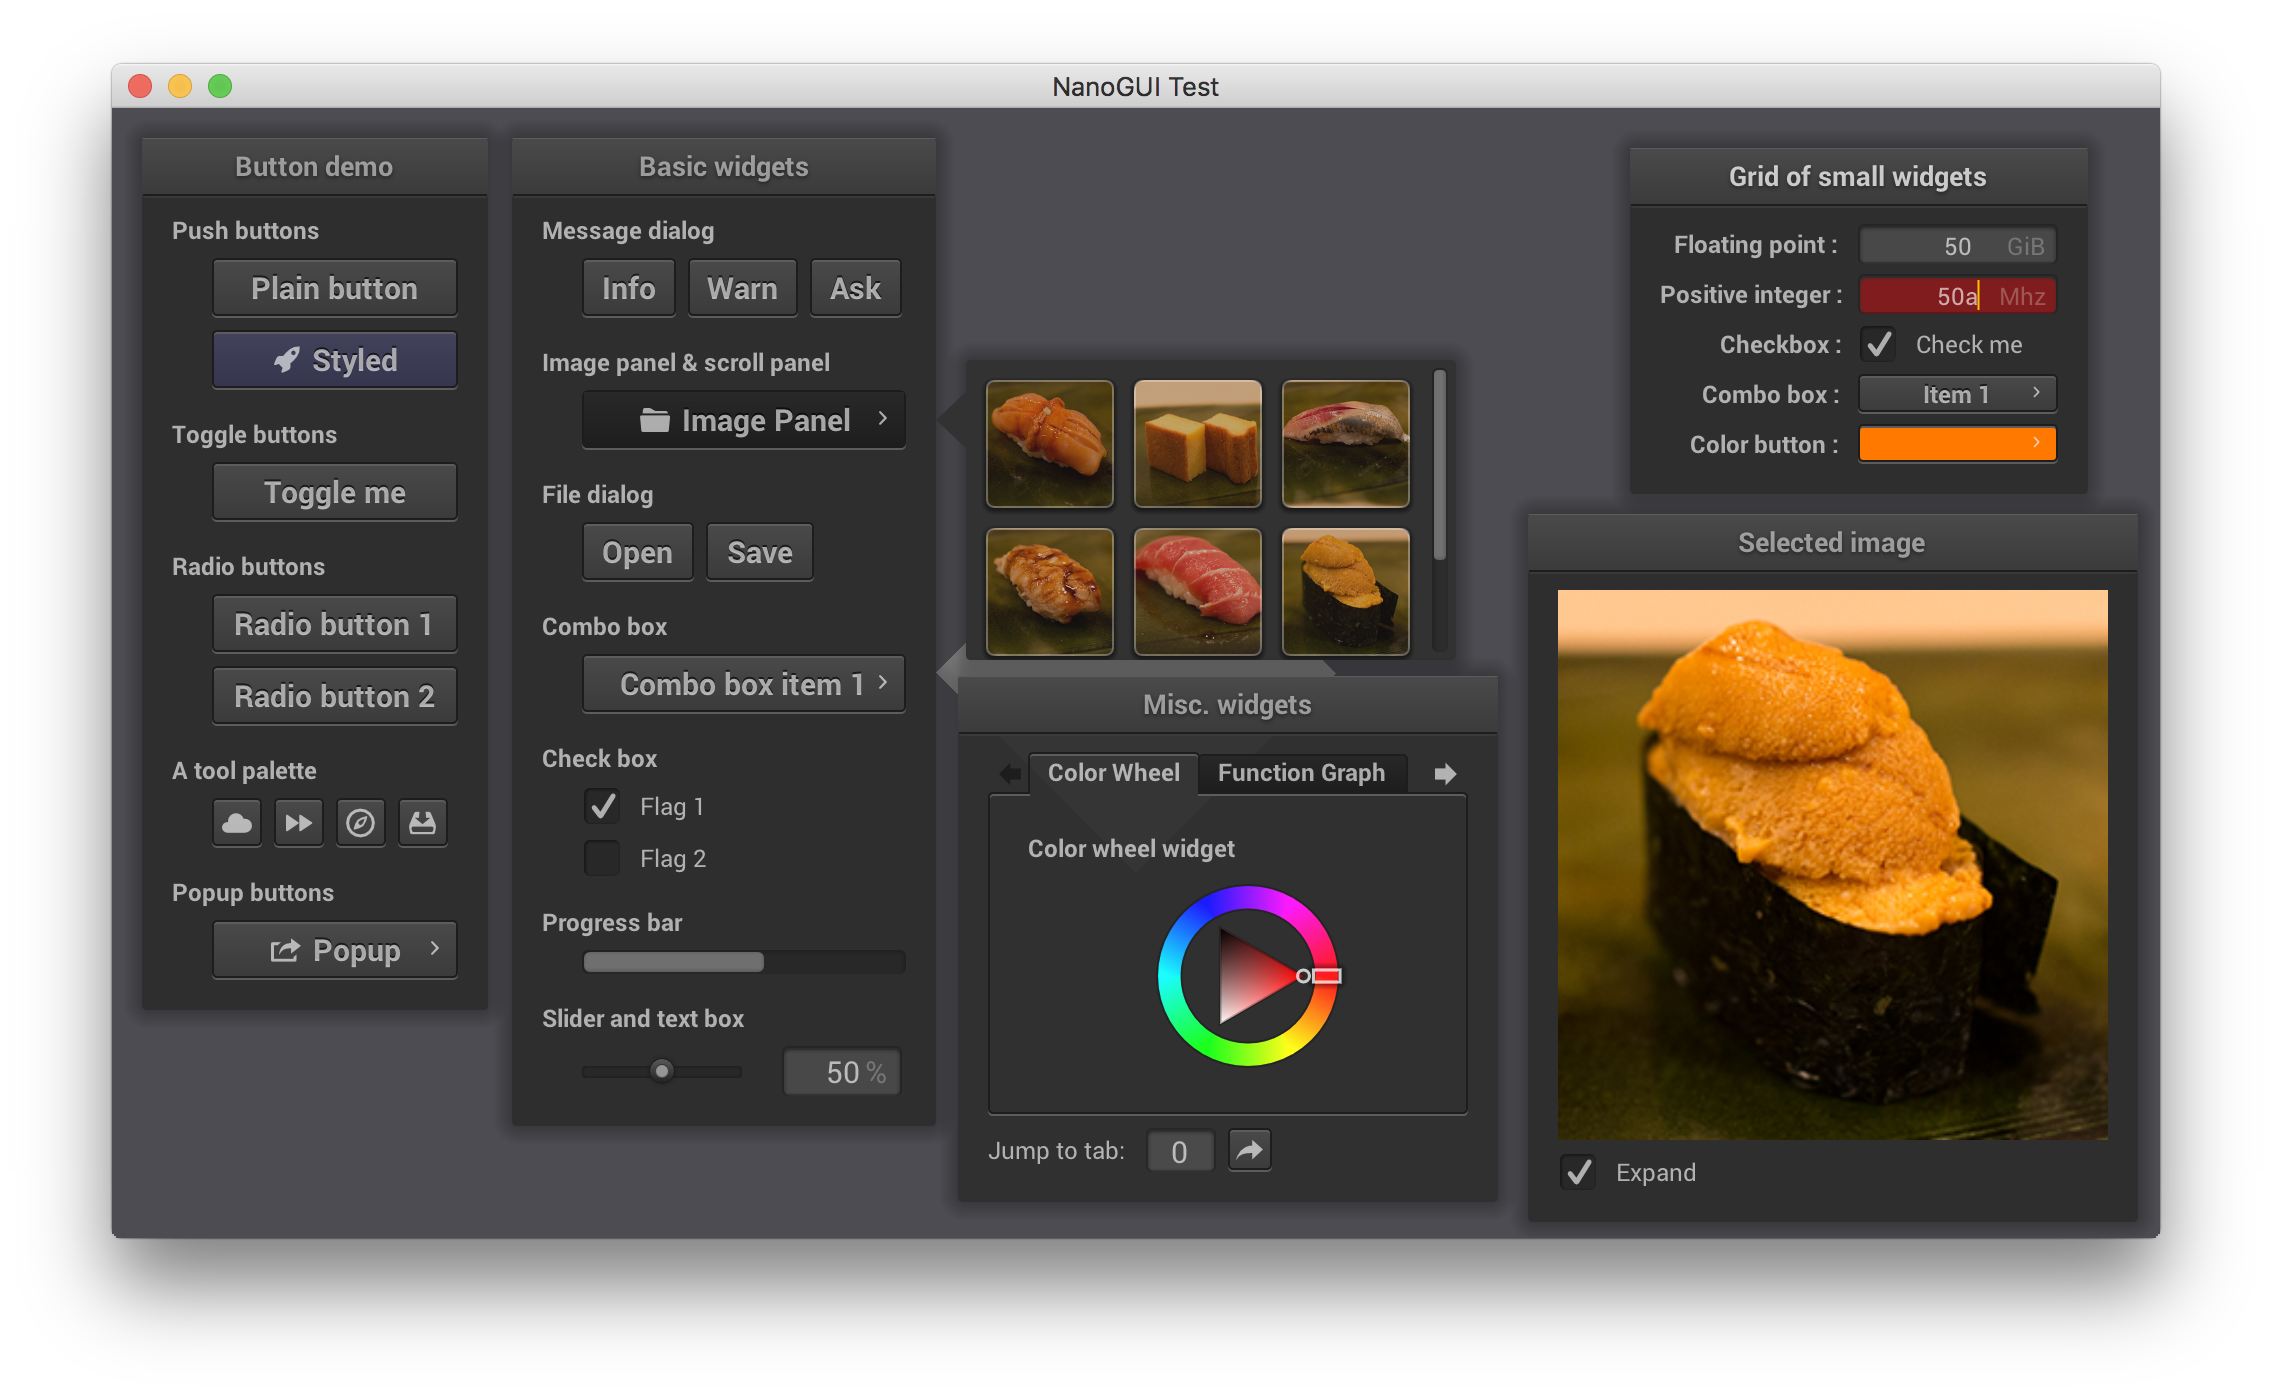 NanoGUI Test
Button demo
Push buttons
Plain button
Styled
Toggle buttons
Toggle me
Radio buttons
Radio button 1
Radio button 2
A tool palette
Popup buttons
Popup
Basic widgets
Message dialog
Info Warn Ask
Image panel & scroll panel
Image Panel
File dialog
Open Save
Combo box
Combo box item 1
Check box
Flag 1
Flag 2
Progress bar
Slider and text box
50 %
Misc. widgets
Color Wheel Function Graph
Color wheel widget
Jump to tab: 0
Grid of small widgets
Floating point : 50 GiB
Positive integer : 50a Mhz
Checkbox : Check me
Combo box : Item 1
Color button :
Selected image
Expand